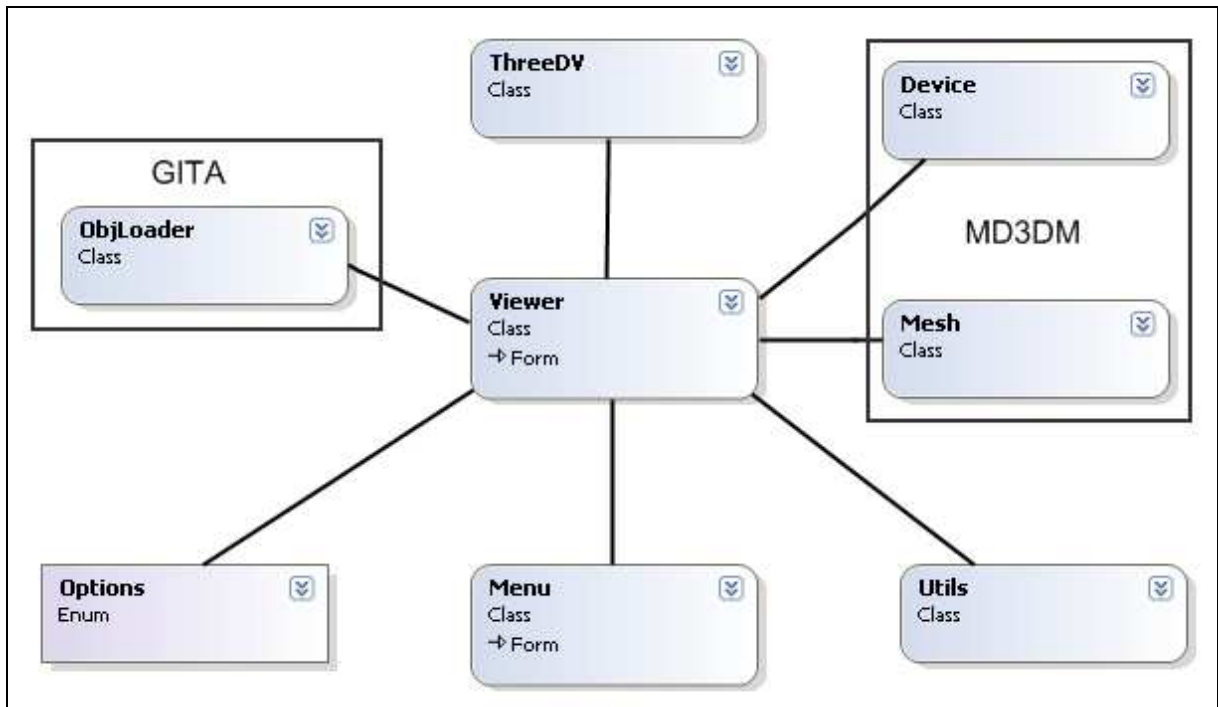 ThreeDV
Class
Device
Class
GITA
ObjLoader
Class
MD3DM
Viewer
Class
Form
Mesh
Class
Options
Enum
Menu
Class
Form
Utils
Class